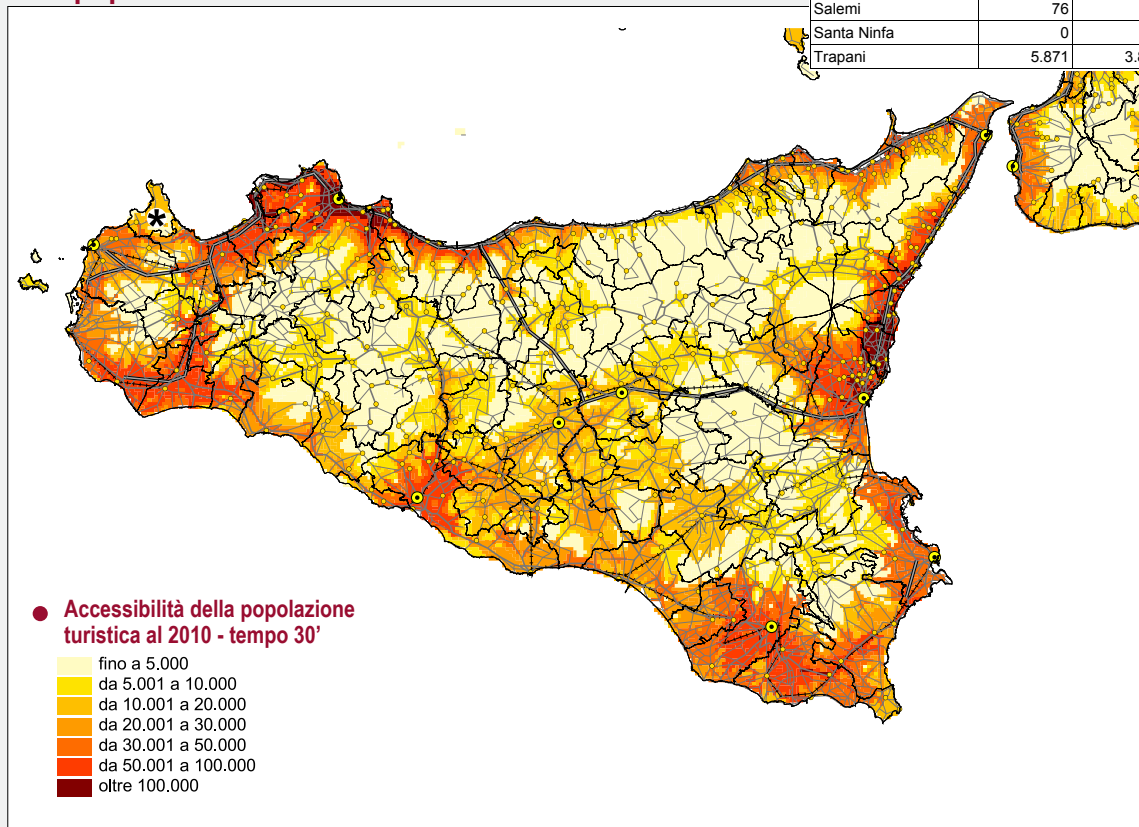 Salemi 76
Santa Ninfa 0
Trapani 5.871
*
● Accessibilità della popolazione
turistica al 2010 - tempo 30’
fino a 5.000
da 5.001 a 10.000
da 10.001 a 20.000
da 20.001 a 30.000
da 30.001 a 50.000
da 50.001 a 100.000
oltre 100.000